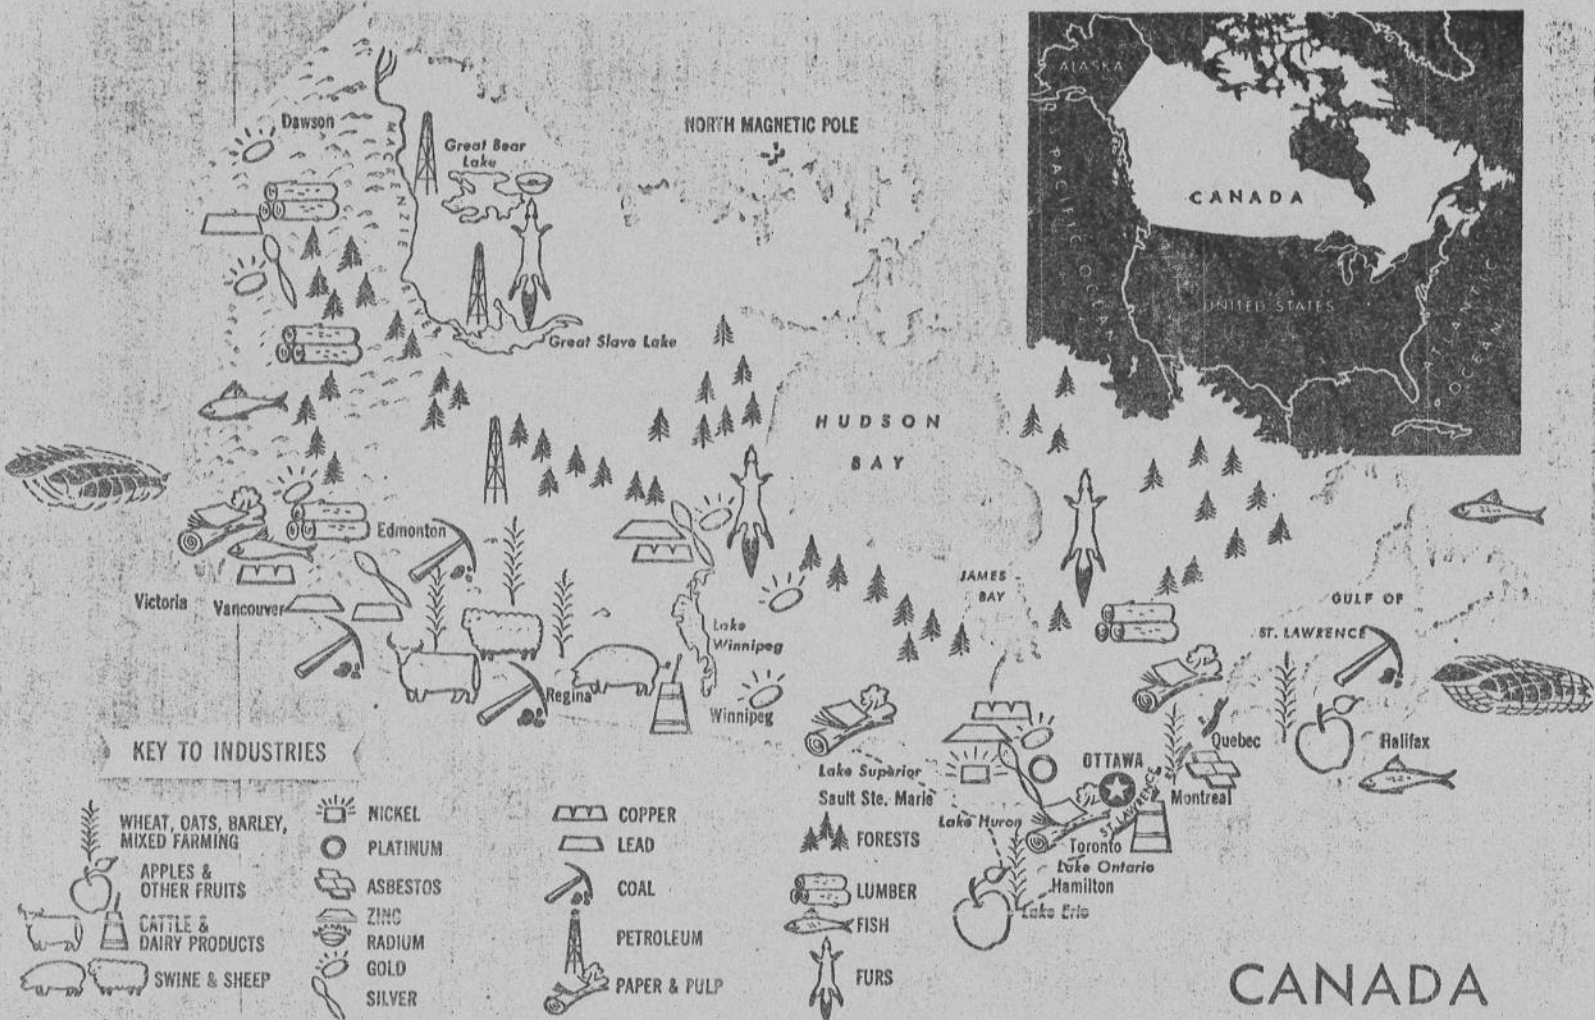 Dawson
MACKENZIE
Great Bear
Lake
NORTH MAGNETIC POLE
Great Slave Lake
HUDSON
BAY
ALASKA
PACIFIC OCEAN
CANADA
UNITED STATES
ATLANTIC
OCEAN
Edmonton
Victoria
Vancouver
Regina
Lake
Winnipeg
Winnipeg
JAMES
BAY
GULF OF
ST. LAWRENCE
Quebec
Halifax
Lake Superior
Sault Ste. Marie
Lake Huron
OTTAWA
ST. LAWRENCE
Montreal
Toronto
Lake Ontario
Hamilton
Lake Erie
KEY TO INDUSTRIES
WHEAT, OATS, BARLEY,
MIXED FARMING
APPLES &
OTHER FRUITS
CATTLE &
DAIRY PRODUCTS
SWINE & SHEEP
NICKEL
PLATINUM
ASBESTOS
ZINC
RADIUM
GOLD
SILVER
COPPER
LEAD
COAL
PETROLEUM
PAPER & PULP
FORESTS
LUMBER
FISH
FURS
CANADA